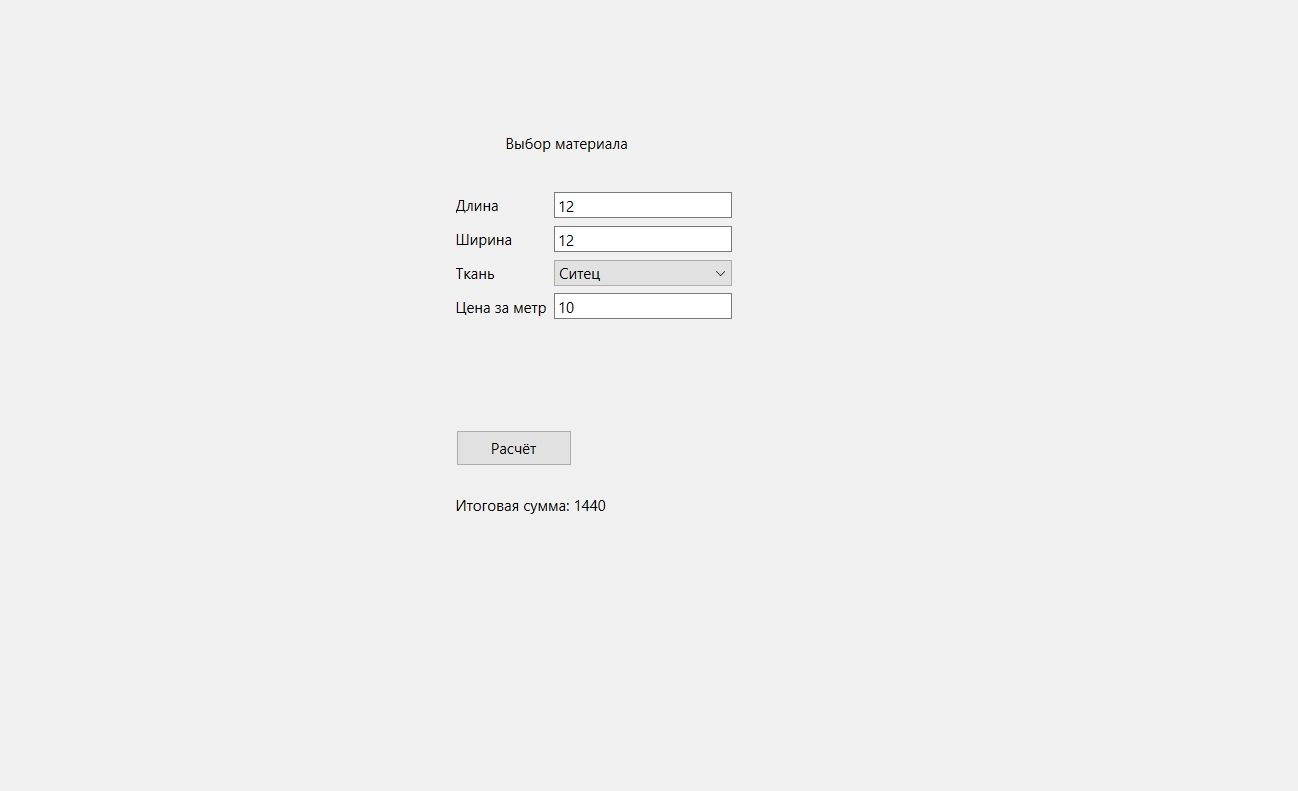 Выбор материала
Длина 12
Ширина 12
Ткань Ситец
Цена за метр 10
Расчёт
Итоговая сумма: 1440